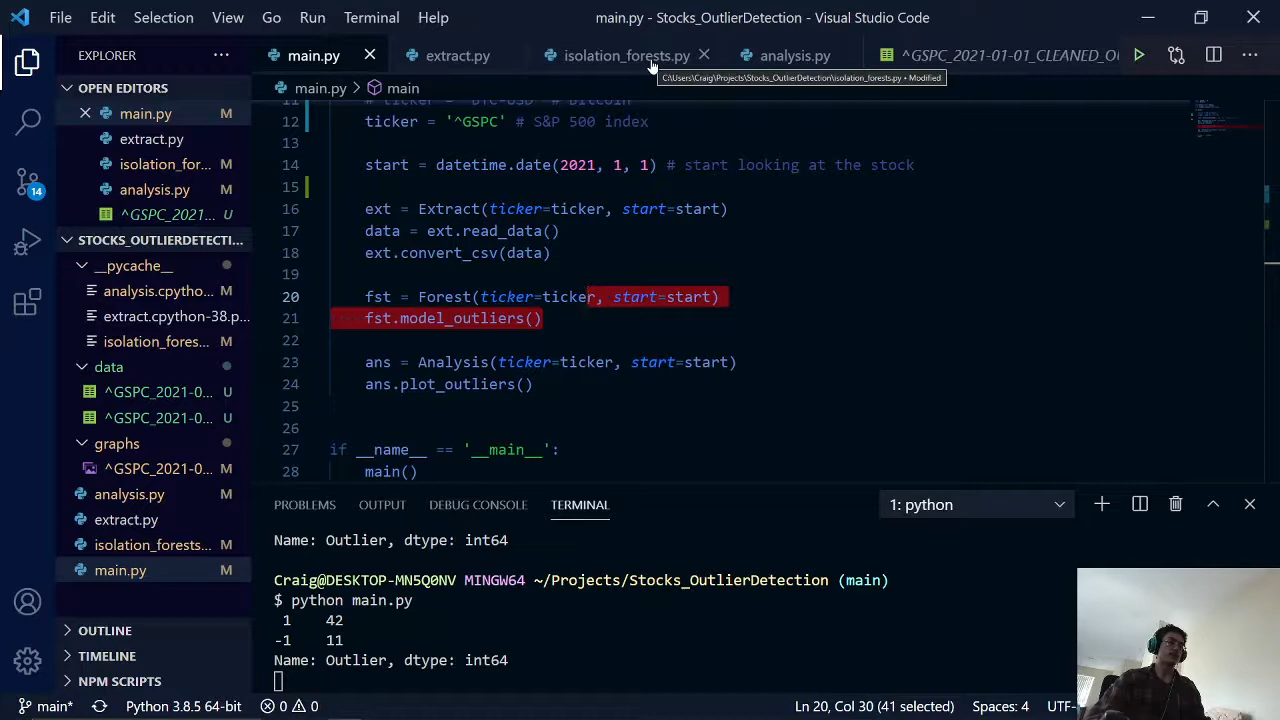 File Edit Selection View Go Run Terminal Help
main.py - Stocks_OutlierDetection - Visual Studio Code
EXPLORER
OPEN EDITORS
main.py
extract.py
isolation_fores... M
analysis.py M
^GSPC_2021... U
14
STOCKS_OUTLIERDETECTI...
__pycache__
analysis.cpytho...
extract.cpython-38.p...
isolation_fores... M
data
^GSPC_2021-0... U
^GSPC_2021-0... U
graphs
^GSPC_2021-0... M
analysis.py M
extract.py
isolation_forests... M
main.py M
OUTLINE
TIMELINE
NPM SCRIPTS
main.py extract.py isolation_forests.py analysis.py ^GSPC_2021-01-01_CLEANED_OU
C:\Users\Craig\Projects\Stocks_OutlierDetection\isolation_forests.py • Modified
main.py > main
11 # ticker = 'BTC-USD' # Bitcoin
12 ticker = '^GSPC' # S&P 500 index
13
14 start = datetime.date(2021, 1, 1) # start looking at the stock
15
16 ext = Extract(ticker=ticker, start=start)
17 data = ext.read_data()
18 ext.convert_csv(data)
19
20 fst = Forest(ticker=ticker, start=start)
21 fst.model_outliers()
22
23 ans = Analysis(ticker=ticker, start=start)
24 ans.plot_outliers()
25
26
27 if __name__ == '__main__':
28 main()
PROBLEMS OUTPUT DEBUG CONSOLE TERMINAL 1: python
Name: Outlier, dtype: int64
Craig@DESKTOP-MN5Q0NV MINGW64 ~/Projects/Stocks_OutlierDetection (main)
$ python main.py
1 42
-1 11
Name: Outlier, dtype: int64
main* Python 3.8.5 64-bit 0 0 Ln 20, Col 30 (41 selected) Spaces: 4 UTF-